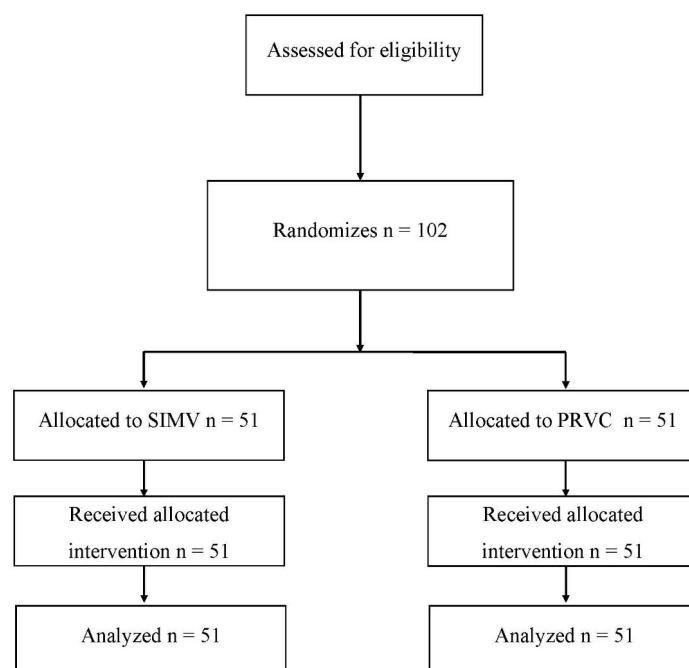 Assessed for eligibility
Randomizes n = 102
Allocated to SIMV n = 51
Allocated to PRVC n = 51
Received allocated
intervention n = 51
Received allocated
intervention n = 51
Analyzed n = 51
Analyzed n = 51